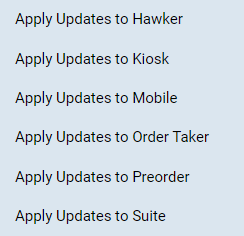 Apply Updates to Hawker
Apply Updates to Kiosk
Apply Updates to Mobile
Apply Updates to Order Taker
Apply Updates to Preorder
Apply Updates to Suite